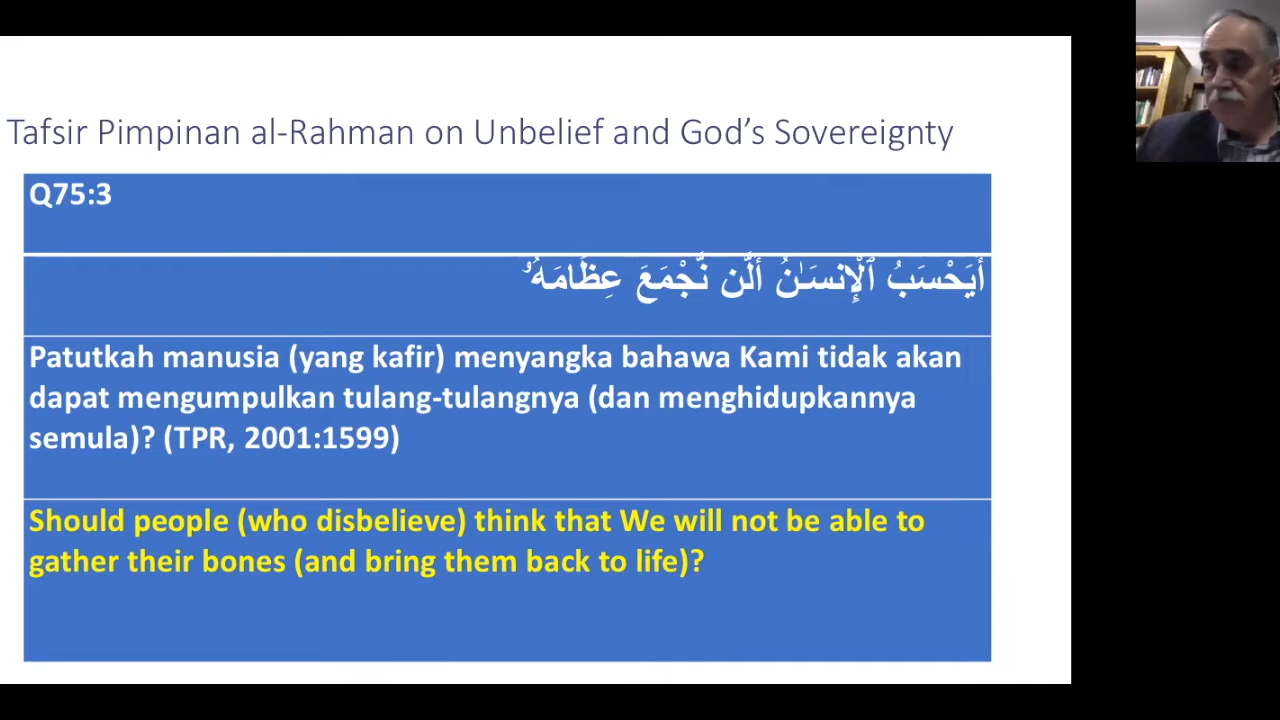 Tafsir Pimpinan al-Rahman on Unbelief and God’s Sovereignty
Q75:3
أَيَحْسَبُ ٱلْإِنسَـٰنُ أَلَّن نَّجْمَعَ عِظَامَهُۥ
Patutkah manusia (yang kafir) menyangka bahawa Kami tidak akan
dapat mengumpulkan tulang-tulangnya (dan menghidupkannya
semula)? (TPR, 2001:1599)
Should people (who disbelieve) think that We will not be able to
gather their bones (and bring them back to life)?